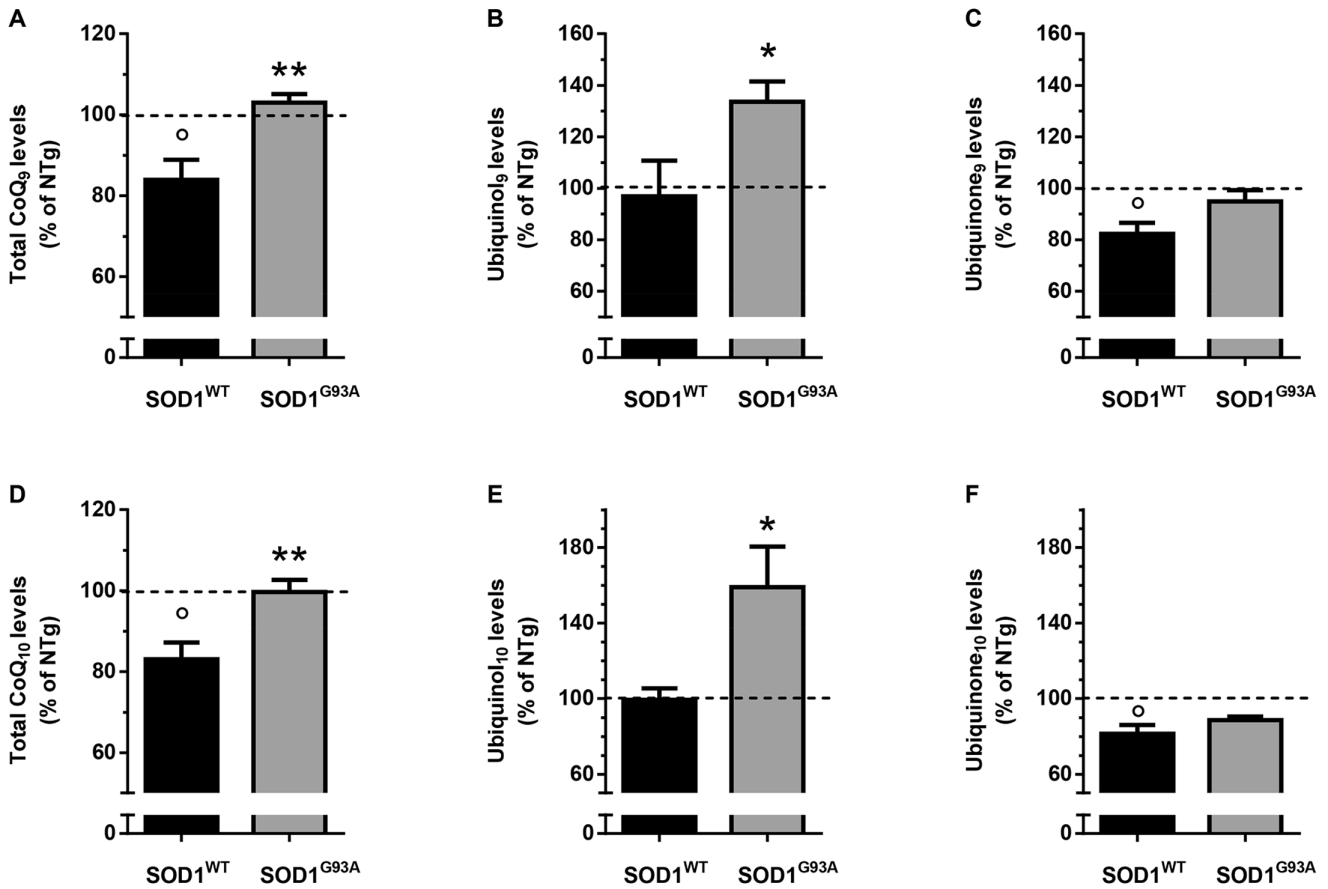 A
Total CoQ9 levels
(% of NTg)
120
100
80
60
0
**
SOD1WT
SOD1G93A
B
Ubiquinol9 levels
(% of NTg)
160
140
120
100
80
60
0
*
SOD1WT
SOD1G93A
C
Ubiquinone9 levels
(% of NTg)
160
140
120
100
80
60
0
SOD1WT
SOD1G93A
D
Total CoQ10 levels
(% of NTg)
120
100
80
60
0
**
SOD1WT
SOD1G93A
E
Ubiquinol10 levels
(% of NTg)
180
140
100
60
0
*
SOD1WT
SOD1G93A
F
Ubiquinone10 levels
(% of NTg)
180
140
100
60
0
SOD1WT
SOD1G93A